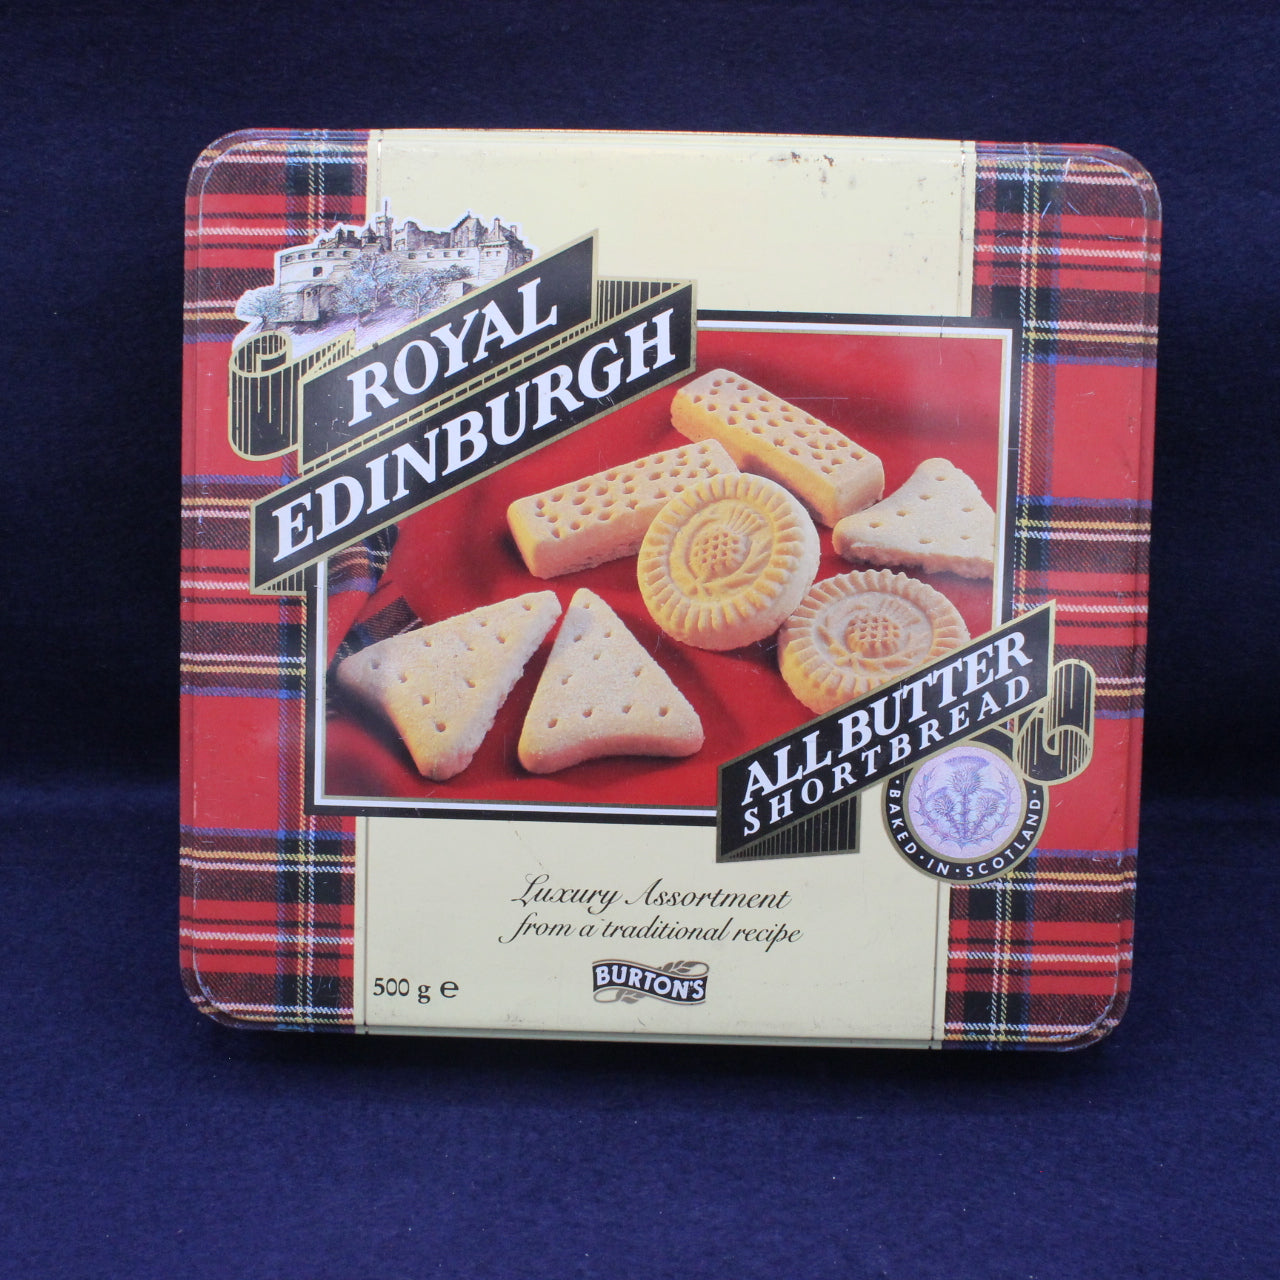 ROYAL
EDINBURGH
ALL BUTTER
SHORTBREAD
·BAKED·IN·SCOTLAND·
Luxury Assortment
from a traditional recipe
500 g e
BURTON'S